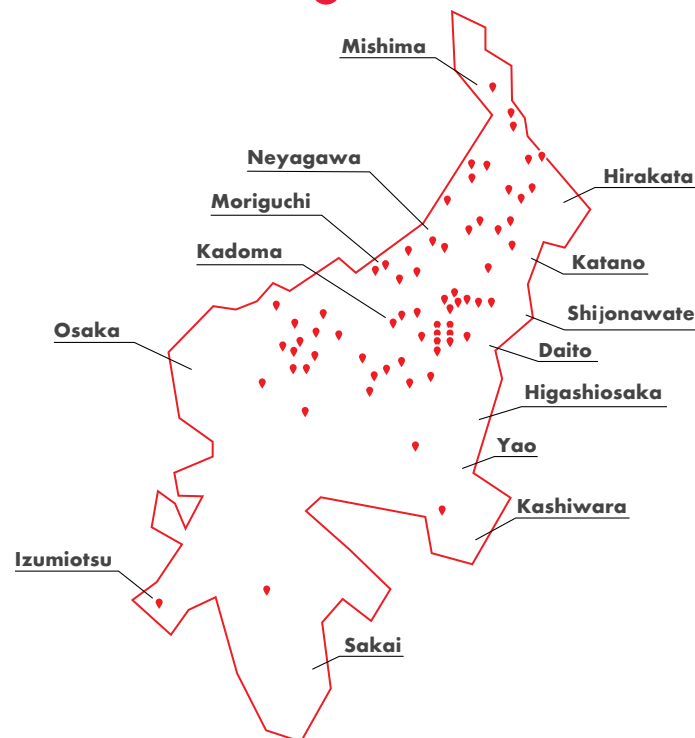 Mishima
Neyagawa
Hirakata
Moriguchi
Kadoma
Katano
Shijonawate
Osaka
Daito
Higashiosaka
Yao
Kashiwara
Izumiotsu
Sakai